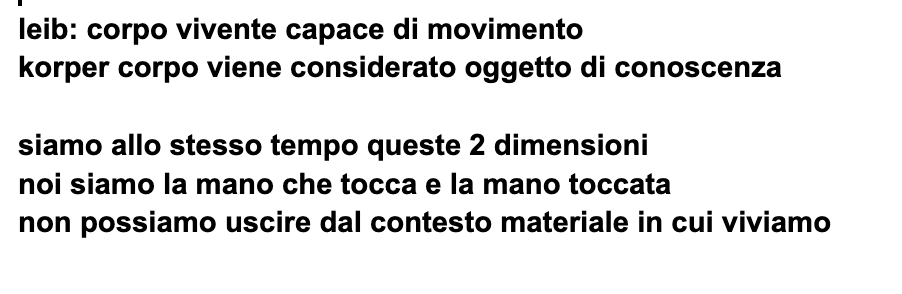 leib: corpo vivente capace di movimento
korper corpo viene considerato oggetto di conoscenza
siamo allo stesso tempo queste 2 dimensioni
noi siamo la mano che tocca e la mano toccata
non possiamo uscire dal contesto materiale in cui viviamo